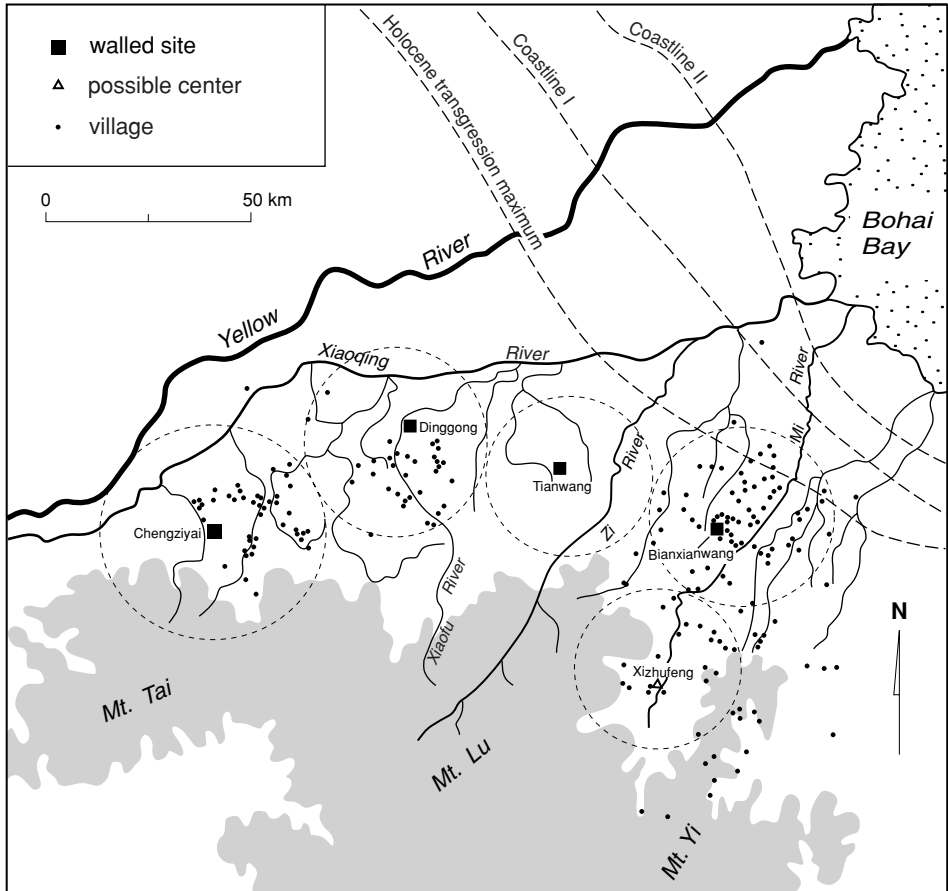 walled site
possible center
village
0 50 km
Holocene transgression maximum
Coastline I
Coastline II
Bohai
Bay
Yellow River
Xiaoqing River
Dinggong
Tianwang
Chengziyai
Bianxianwang
Zi River
Mi River
Xiaofu River
Xizhufeng
N
Mt. Tai
Mt. Lu
Mt. Yi